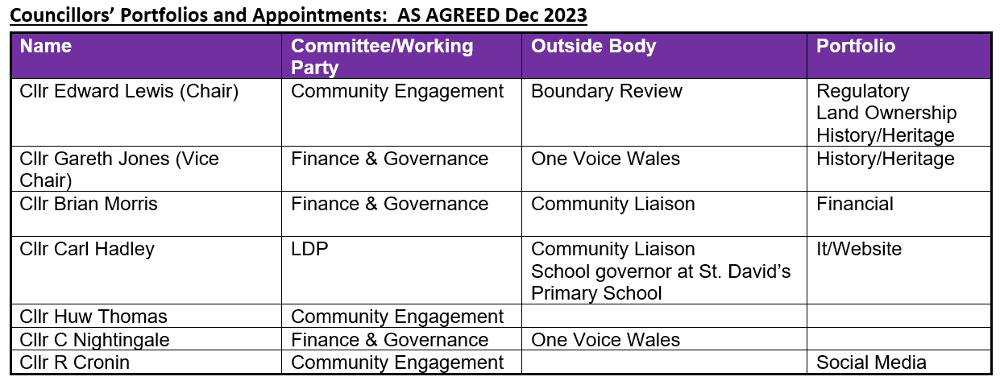 Councillors’ Portfolios and Appointments:  AS AGREED Dec 2023
Name
Committee/Working
Party
Outside Body
Portfolio
Cllr Edward Lewis (Chair)
Community Engagement
Boundary Review
Regulatory
Land Ownership
History/Heritage
Cllr Gareth Jones (Vice
Chair)
Finance & Governance
One Voice Wales
History/Heritage
Cllr Brian Morris
Finance & Governance
Community Liaison
Financial
Cllr Carl Hadley
LDP
Community Liaison
School governor at St. David’s
Primary School
It/Website
Cllr Huw Thomas
Community Engagement
Cllr C Nightingale
Finance & Governance
One Voice Wales
Cllr R Cronin
Community Engagement
Social Media